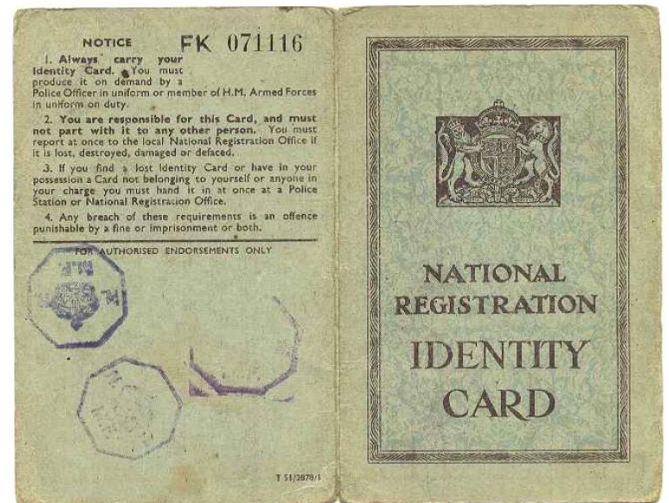 NOTICE FK 071116
1. Always carry your
Identity Card. You must
produce it on demand by a
Police Officer in uniform or member of H.M. Armed Forces
in uniform on duty.
2. You are responsible for this Card, and must
not part with it to any other person. You must
report at once to the local National Registration Office if
it is lost, destroyed, damaged or defaced.
3. If you find a lost Identity Card or have in your
possession a Card not belonging to yourself or anyone in
your charge you must hand it in at once at a Police
Station or National Registration Office.
4. Any breach of these requirements is an offence
punishable by a fine or imprisonment or both.
FOR AUTHORISED ENDORSEMENTS ONLY
T 51/3878/1
NATIONAL
REGISTRATION
IDENTITY
CARD